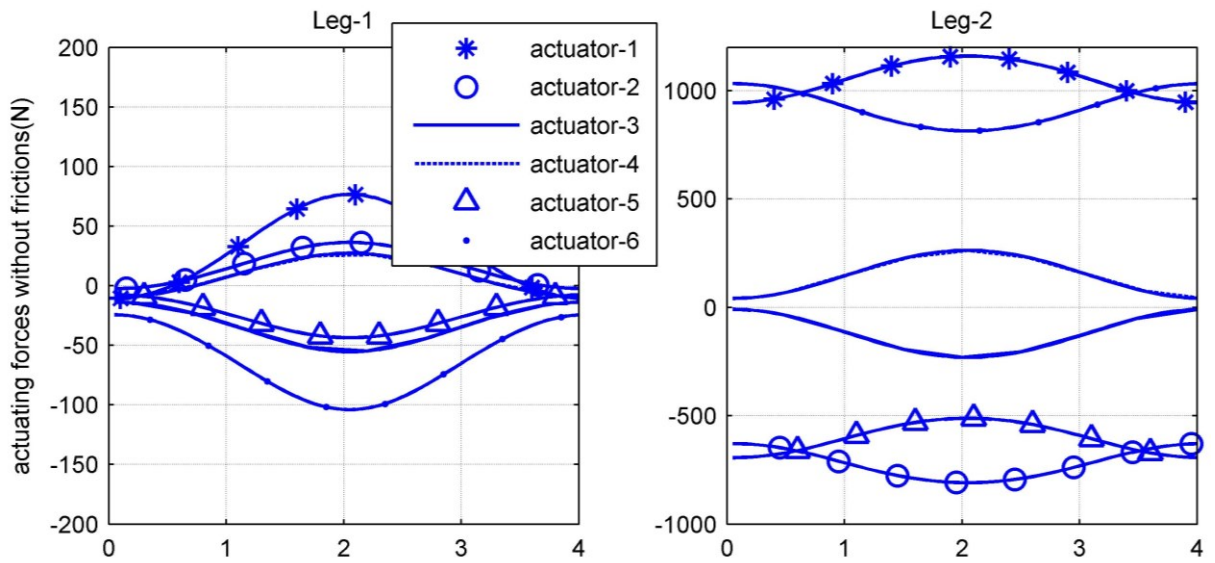 Leg-1
actuating forces without frictions(N)
200
150
100
50
0
-50
-100
-150
-200
0 1 2 3 4
actuator-1
actuator-2
actuator-3
actuator-4
actuator-5
actuator-6
Leg-2
1000
500
0
-500
-1000
0 1 2 3 4